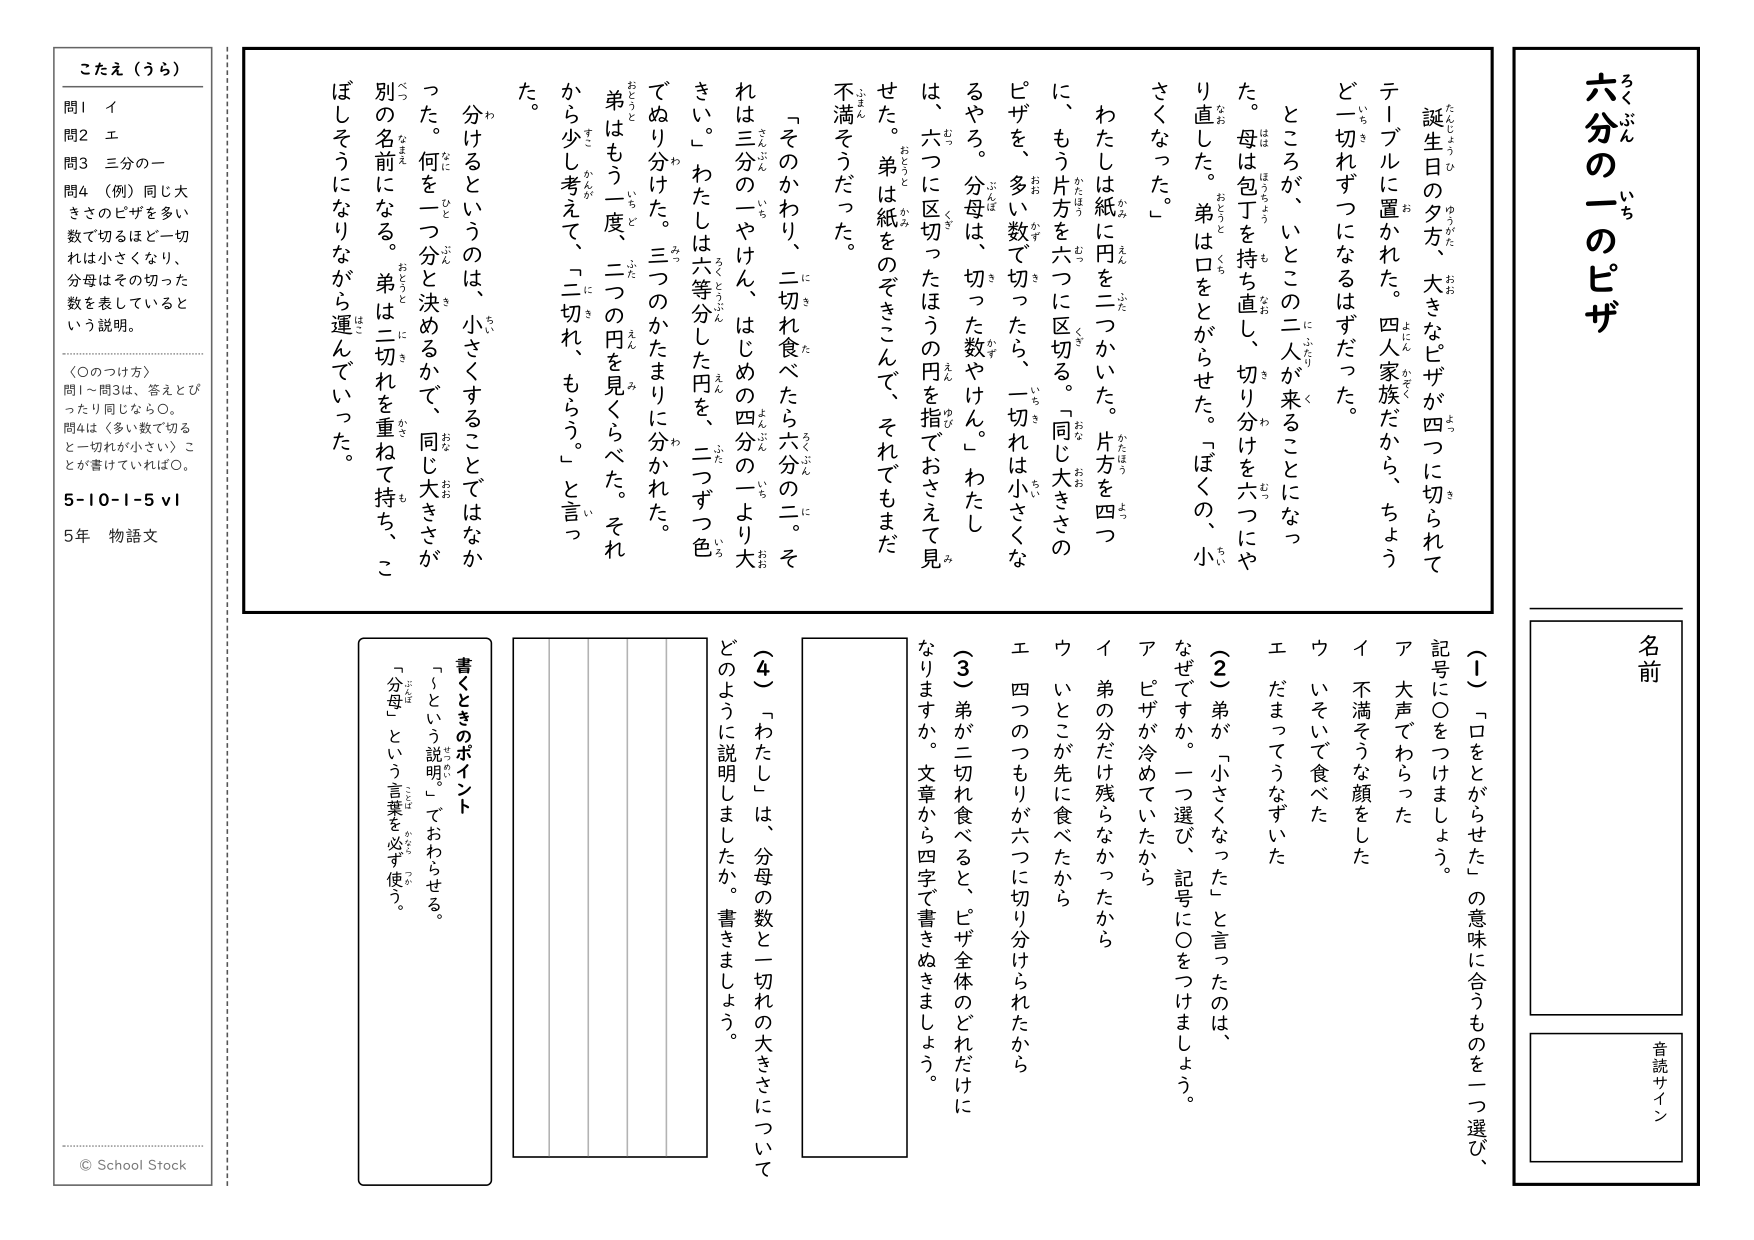 六分の一のピザ
ろくぶん いち
名前
音読サイン
誕生日の夕方、大きなピザが四つに切られて
テーブルに置かれた。四人家族だから、ちょう
ど一切れずつになるはずだった。
ところが、いとこの二人が来ることになっ
た。母は包丁を持ち直し、切り分けを六つにや
り直した。弟は口をとがらせた。「ぼくの、小
さくなった。」
わたしは紙に円を二つかいた。片方を四つ
に、もう片方を六つに区切る。「同じ大きさの
ピザを、多い数で切ったら、一切れは小さくな
るやろ。分母は、切った数やけん。」わたし
は、六つに区切ったほうの円を指でおさえて見
せた。弟は紙をのぞきこんで、それでもまだ
不満そうだった。
「そのかわり、二切れ食べたら六分の二。そ
れは三分の一やけん、はじめの四分の一より大
きい。」わたしは六等分した円を、二つずつ色
でぬり分けた。三つのかたまりに分かれた。
弟はもう一度、二つの円を見くらべた。それ
から少し考えて、「二切れ、もらう。」と言っ
た。
分けるというのは、小さくすることではなか
った。何を一つ分と決めるかで、同じ大きさが
別の名前になる。弟は二切れを重ねて持ち、こ
ぼしそうになりながら運んでいった。
(1)「口をとがらせた」の意味に合うものを一つ選び、
記号に〇をつけましょう。
ア 大声でわらった
イ 不満そうな顔をした
ウ いそいで食べた
エ だまってうなずいた
(2)弟が「小さくなった」と言ったのは、
なぜですか。一つ選び、記号に〇をつけましょう。
ア ピザが冷めていたから
イ 弟の分だけ残らなかったから
ウ いとこが先に食べたから
エ 四つのつもりが六つに切り分けられたから
(3)弟が二切れ食べると、ピザ全体のどれだけに
なりますか。文章から四字で書きぬきましょう。
(4)「わたし」は、分母の数と一切れの大きさについて
どのように説明しましたか。書きましょう。
書くときのポイント
「〜という説明。」でおわらせる。
「分母」という言葉を必ず使う。
こたえ(うら)
問1 イ
問2 エ
問3 三分の一
問4 (例)同じ大
きさのピザを多い
数で切るほど一切
れは小さくなり、
分母はその切った
数を表していると
いう説明。
〈〇のつけ方〉
問1〜問3は、答えとぴ
ったり同じなら〇。
問4は〈多い数で切る
と一切れが小さい〉こ
とが書けていれば〇。
5-10-1-5 v1
5年 物語文
© School Stock